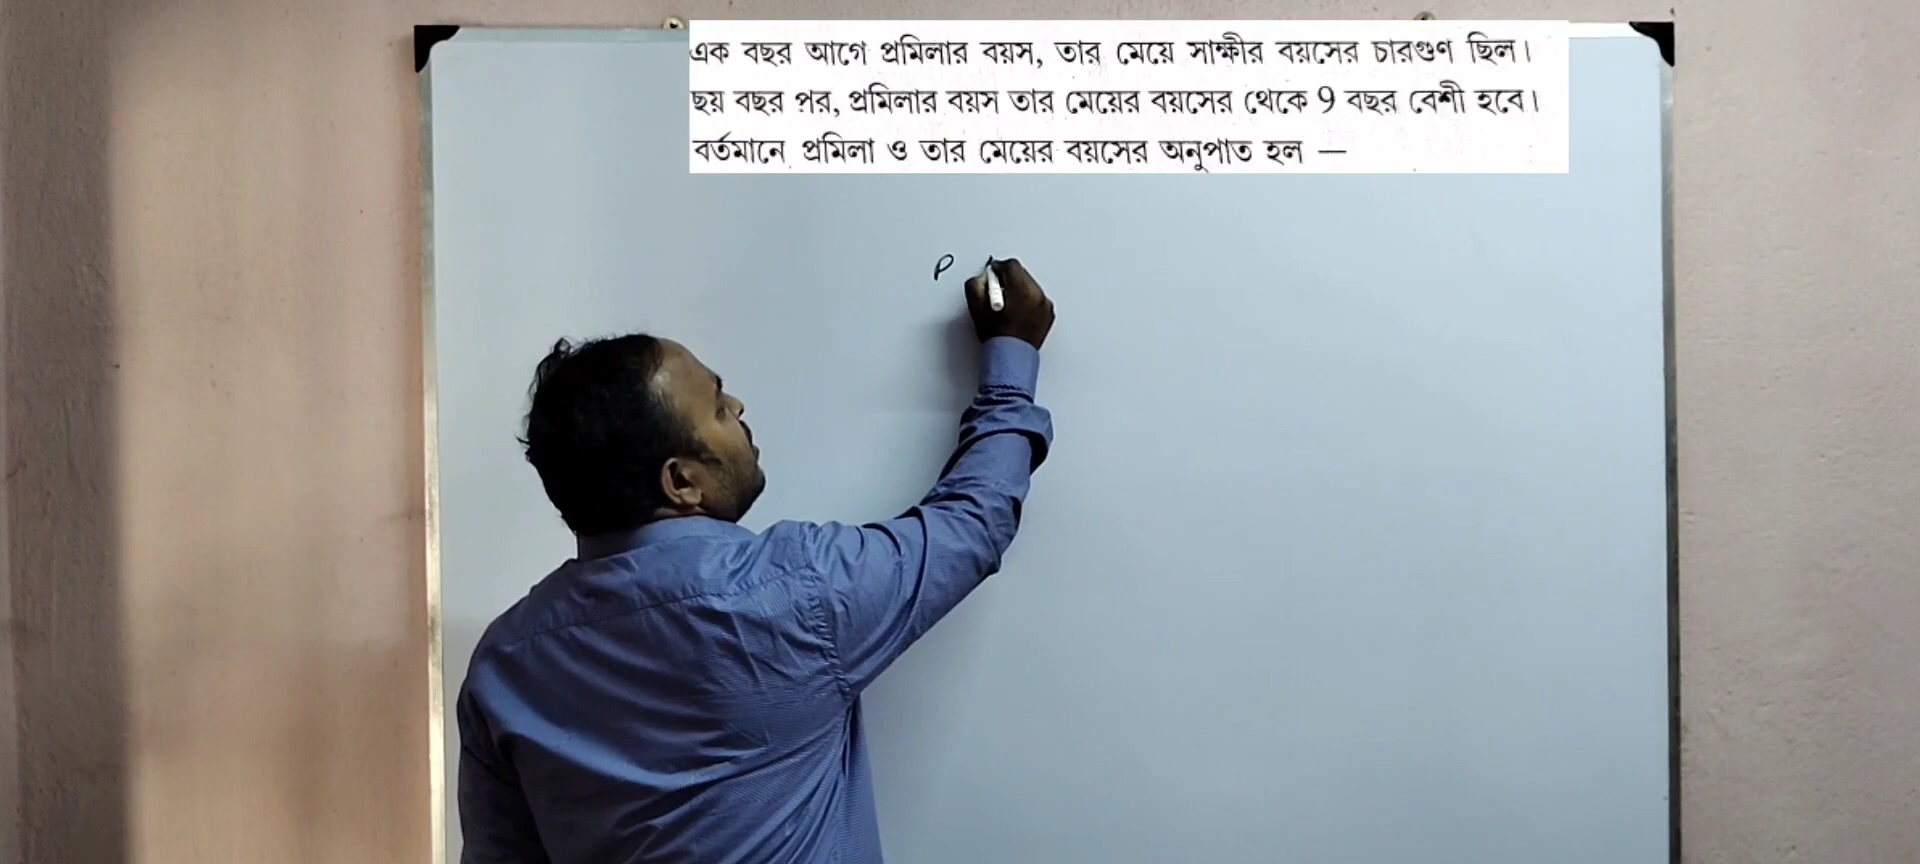 এক বছর আগে প্রমিলার বয়স, তার মেয়ে সাক্ষীর বয়সের চারগুণ ছিল।
ছয় বছর পর, প্রমিলার বয়স তার মেয়ের বয়সের থেকে 9 বছর বেশী হবে।
বর্তমানে প্রমিলা ও তার মেয়ের বয়সের অনুপাত হল —
P